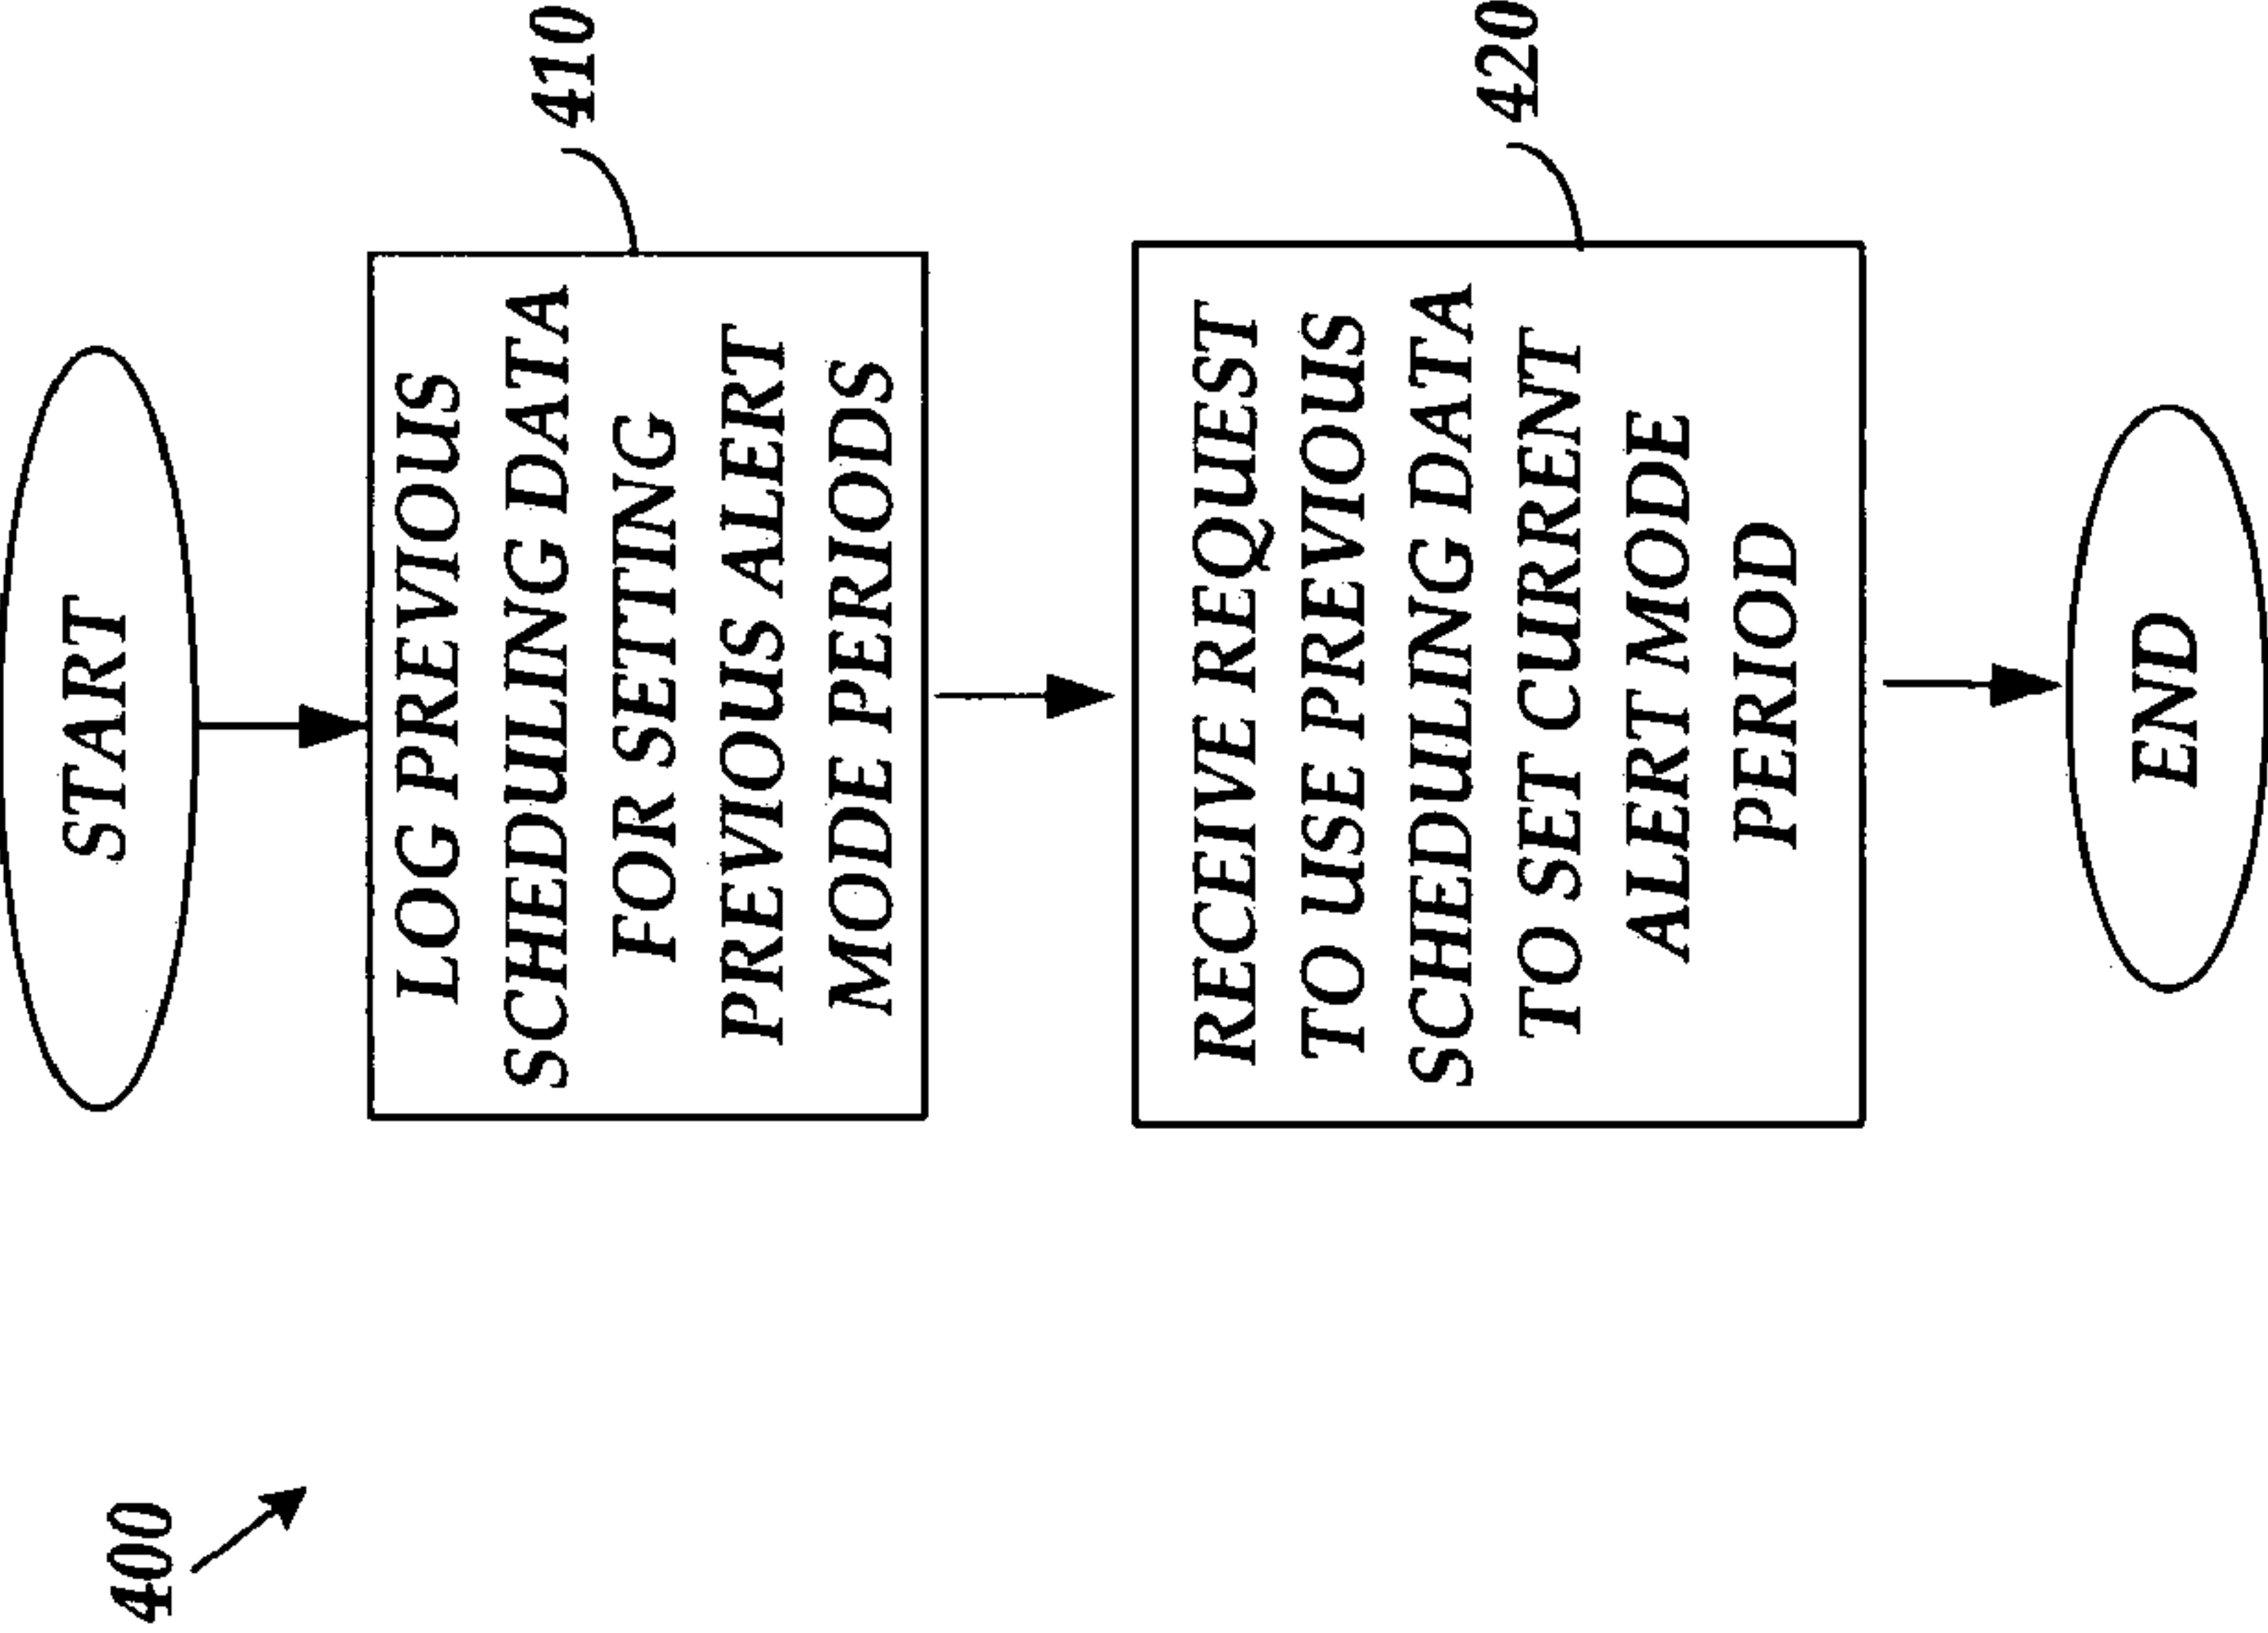 400
START
LOG PREVIOUS
SCHEDULING DATA
FOR SETTING
PREVIOUS ALERT
MODE PERIODS
410
RECEIVE REQUEST
TO USE PREVIOUS
SCHEDULING DATA
TO SET CURRENT
ALERT MODE
PERIOD
420
END